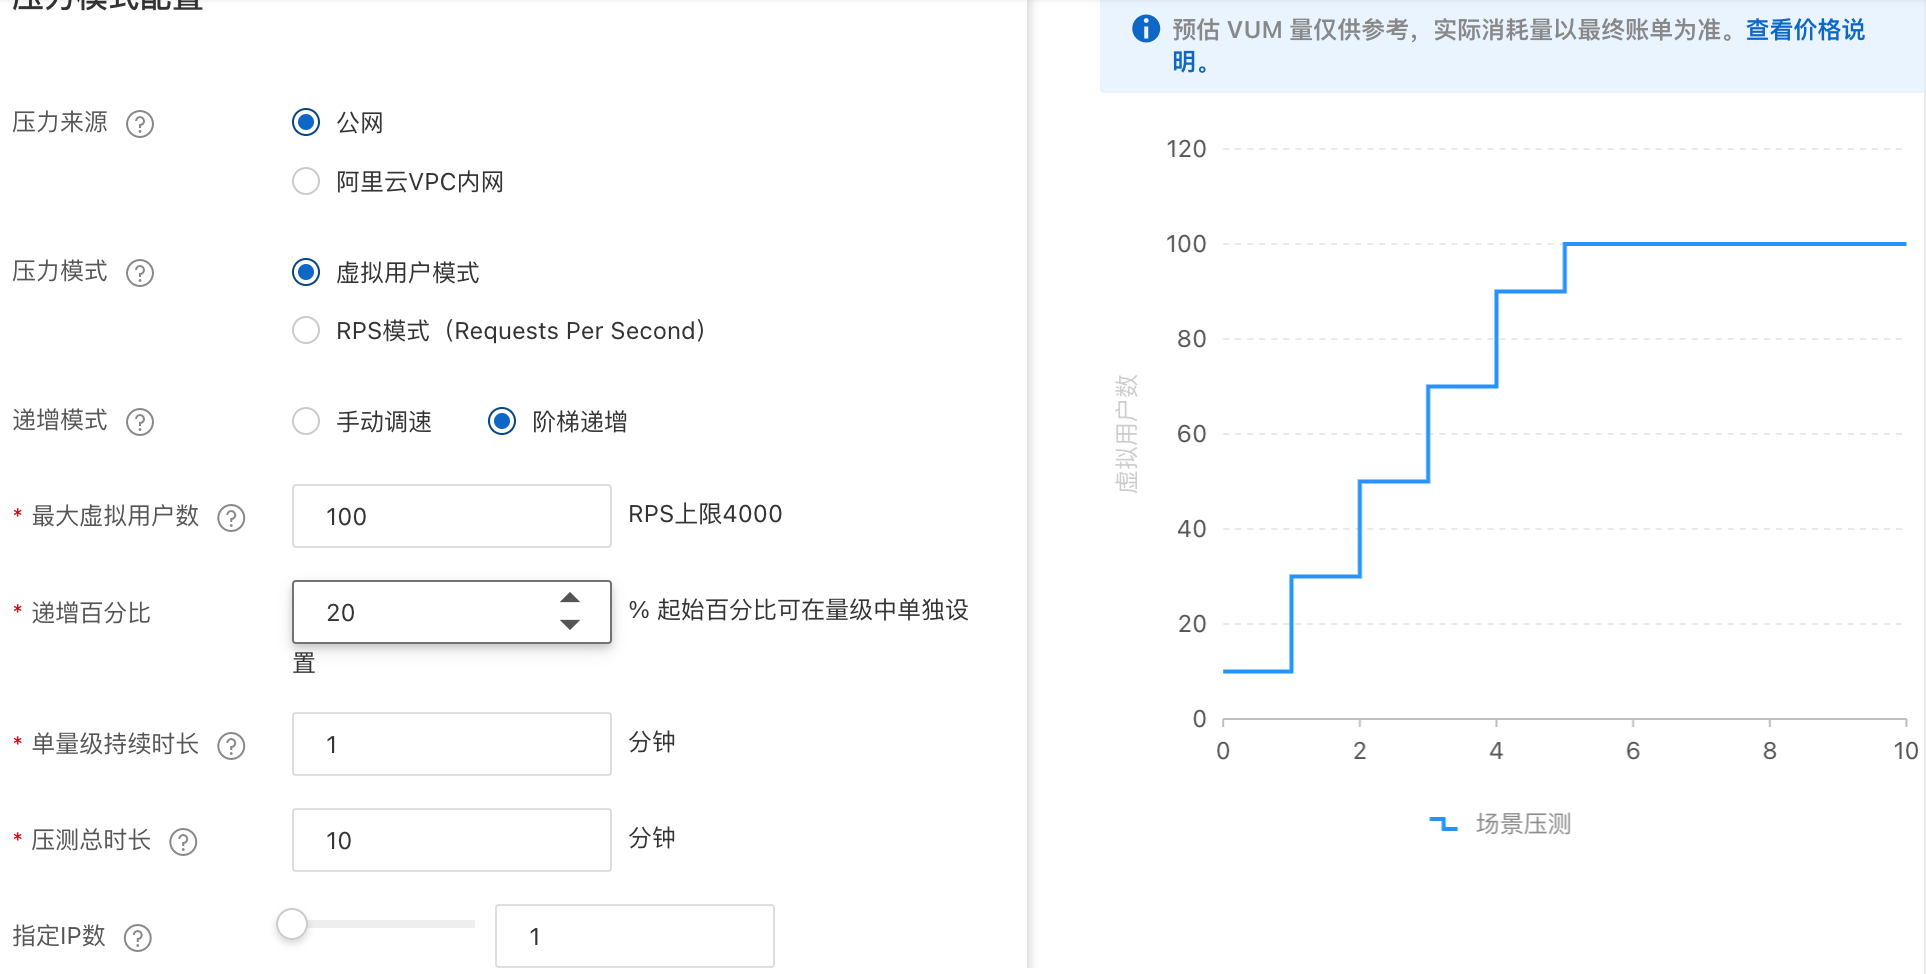 压力模式配置
压力来源 ?
公网
阿里云VPC内网
压力模式 ?
虚拟用户模式
RPS模式（Requests Per Second）
递增模式 ?
手动调速 阶梯递增
* 最大虚拟用户数 ? 100 RPS上限4000
* 递增百分比 20 % 起始百分比可在量级中单独设
置
* 单量级持续时长 ? 1 分钟
* 压测总时长 ? 10 分钟
指定IP数 ? 1
预估 VUM 量仅供参考，实际消耗量以最终账单为准。查看价格说
明。
120
100
80
60
40
20
0
虚拟用户数
0 2 4 6 8 10
场景压测